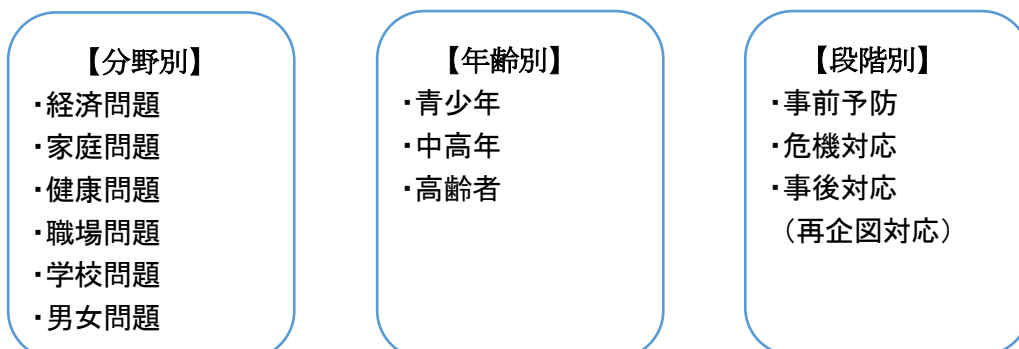 【分野別】
・経済問題
・家庭問題
・健康問題
・職場問題
・学校問題
・男女問題
【年齢別】
・青少年
・中高年
・高齢者
【段階別】
・事前予防
・危機対応
・事後対応
（再企図対応）